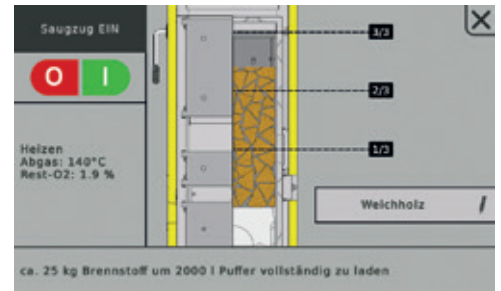 Saugzug EIN
O I
Heizen
Abgas: 140°C
Rest-O2: 1.9 %
3/3
2/3
1/3
Weichholz
ca. 25 kg Brennstoff um 2000 l Puffer vollständig zu laden